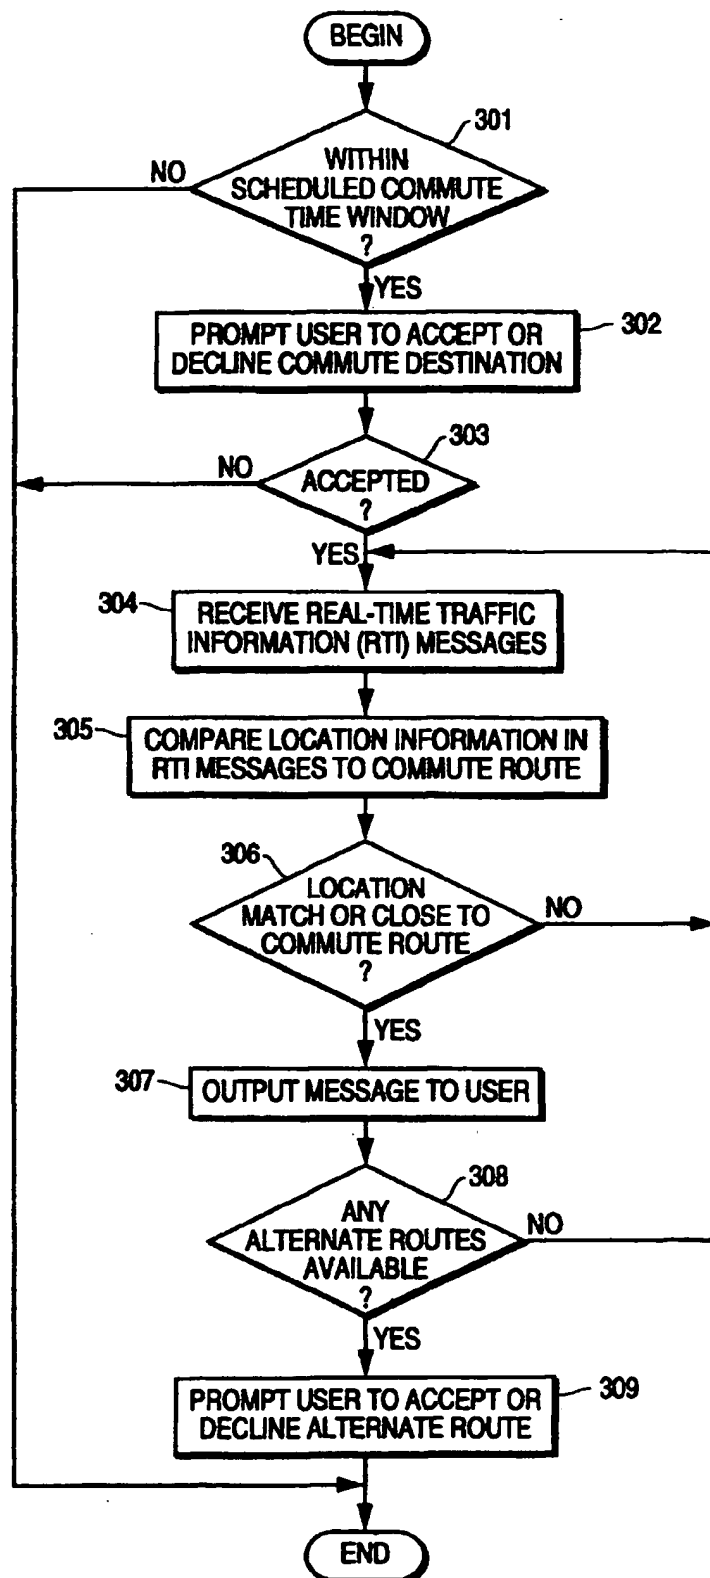 BEGIN
301
WITHIN
SCHEDULED COMMUTE
TIME WINDOW
?
NO
YES
PROMPT USER TO ACCEPT OR
DECLINE COMMUTE DESTINATION
302
303
ACCEPTED
?
NO
YES
304
RECEIVE REAL-TIME TRAFFIC
INFORMATION (RTI) MESSAGES
305
COMPARE LOCATION INFORMATION IN
RTI MESSAGES TO COMMUTE ROUTE
306
LOCATION
MATCH OR CLOSE TO
COMMUTE ROUTE
?
NO
YES
307
OUTPUT MESSAGE TO USER
308
ANY
ALTERNATE ROUTES
AVAILABLE
?
NO
YES
PROMPT USER TO ACCEPT OR
DECLINE ALTERNATE ROUTE
309
END